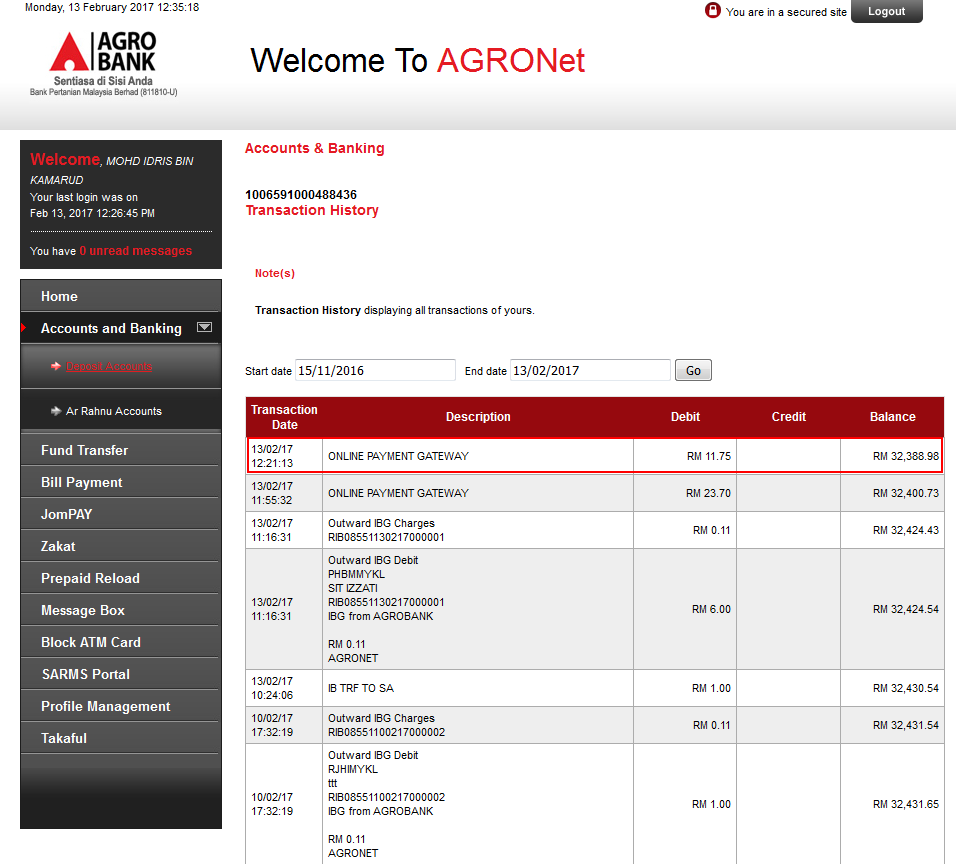 Monday, 13 February 2017 12:35:18
You are in a secured site
Logout
AGRO
BANK
Sentiasa di Sisi Anda
Bank Pertanian Malaysia Berhad (811810-U)
Welcome To AGRONet
Welcome, MOHD IDRIS BIN
KAMARUD
Your last login was on
Feb 13, 2017 12:26:45 PM
You have 0 unread messages
Home
Accounts and Banking
Deposit Accounts
Ar Rahnu Accounts
Fund Transfer
Bill Payment
JomPAY
Zakat
Prepaid Reload
Message Box
Block ATM Card
SARMS Portal
Profile Management
Takaful
Accounts & Banking
1006591000488436
Transaction History
Note(s)
Transaction History displaying all transactions of yours.
Start date 15/11/2016 End date 13/02/2017 Go
Transaction
Date
Description
Debit
Credit
Balance
13/02/17
12:21:13
ONLINE PAYMENT GATEWAY
RM 11.75
RM 32,388.98
13/02/17
11:55:32
ONLINE PAYMENT GATEWAY
RM 23.70
RM 32,400.73
13/02/17
11:16:31
Outward IBG Charges
RIB08551130217000001
RM 0.11
RM 32,424.43
13/02/17
11:16:31
Outward IBG Debit
PHBMMYKL
SIT IZZATI
RIB08551130217000001
IBG from AGROBANK
RM 0.11
AGRONET
RM 6.00
RM 32,424.54
13/02/17
10:24:06
IB TRF TO SA
RM 1.00
RM 32,430.54
10/02/17
17:32:19
Outward IBG Charges
RIB08551100217000002
RM 0.11
RM 32,431.54
10/02/17
17:32:19
Outward IBG Debit
RJHIMYKL
ttt
RIB08551100217000002
IBG from AGROBANK
RM 0.11
AGRONET
RM 1.00
RM 32,431.65